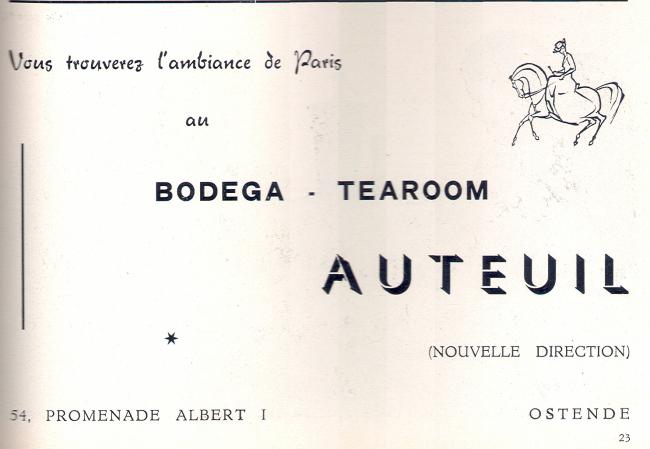 Vous trouverez l'ambiance de Paris
au
BODEGA - TEAROOM
AUTEUIL
(NOUVELLE DIRECTION)
54, PROMENADE ALBERT I
OSTENDE
23